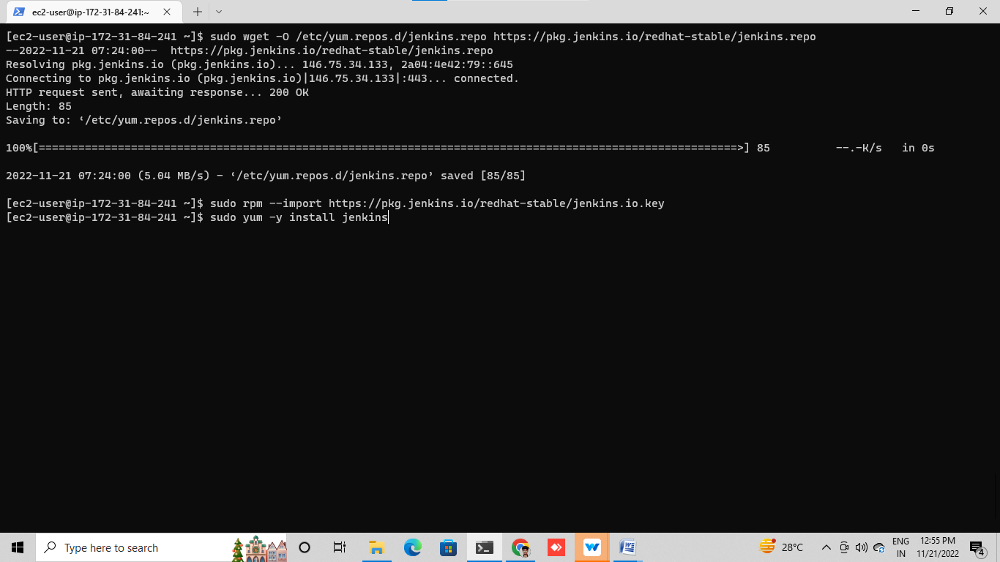 ec2-user@ip-172-31-84-241:~
[ec2-user@ip-172-31-84-241 ~]$ sudo wget -O /etc/yum.repos.d/jenkins.repo https://pkg.jenkins.io/redhat-stable/jenkins.repo
--2022-11-21 07:24:00--  https://pkg.jenkins.io/redhat-stable/jenkins.repo
Resolving pkg.jenkins.io (pkg.jenkins.io)... 146.75.34.133, 2a04:4e42:79::645
Connecting to pkg.jenkins.io (pkg.jenkins.io)|146.75.34.133|:443... connected.
HTTP request sent, awaiting response... 200 OK
Length: 85
Saving to: ‘/etc/yum.repos.d/jenkins.repo’
100%[==========================================================================================================>] 85          --.-K/s   in 0s
2022-11-21 07:24:00 (5.04 MB/s) - ‘/etc/yum.repos.d/jenkins.repo’ saved [85/85]
[ec2-user@ip-172-31-84-241 ~]$ sudo rpm --import https://pkg.jenkins.io/redhat-stable/jenkins.io.key
[ec2-user@ip-172-31-84-241 ~]$ sudo yum -y install jenkins
Type here to search
28°C
ENG
IN
12:55 PM
11/21/2022
4